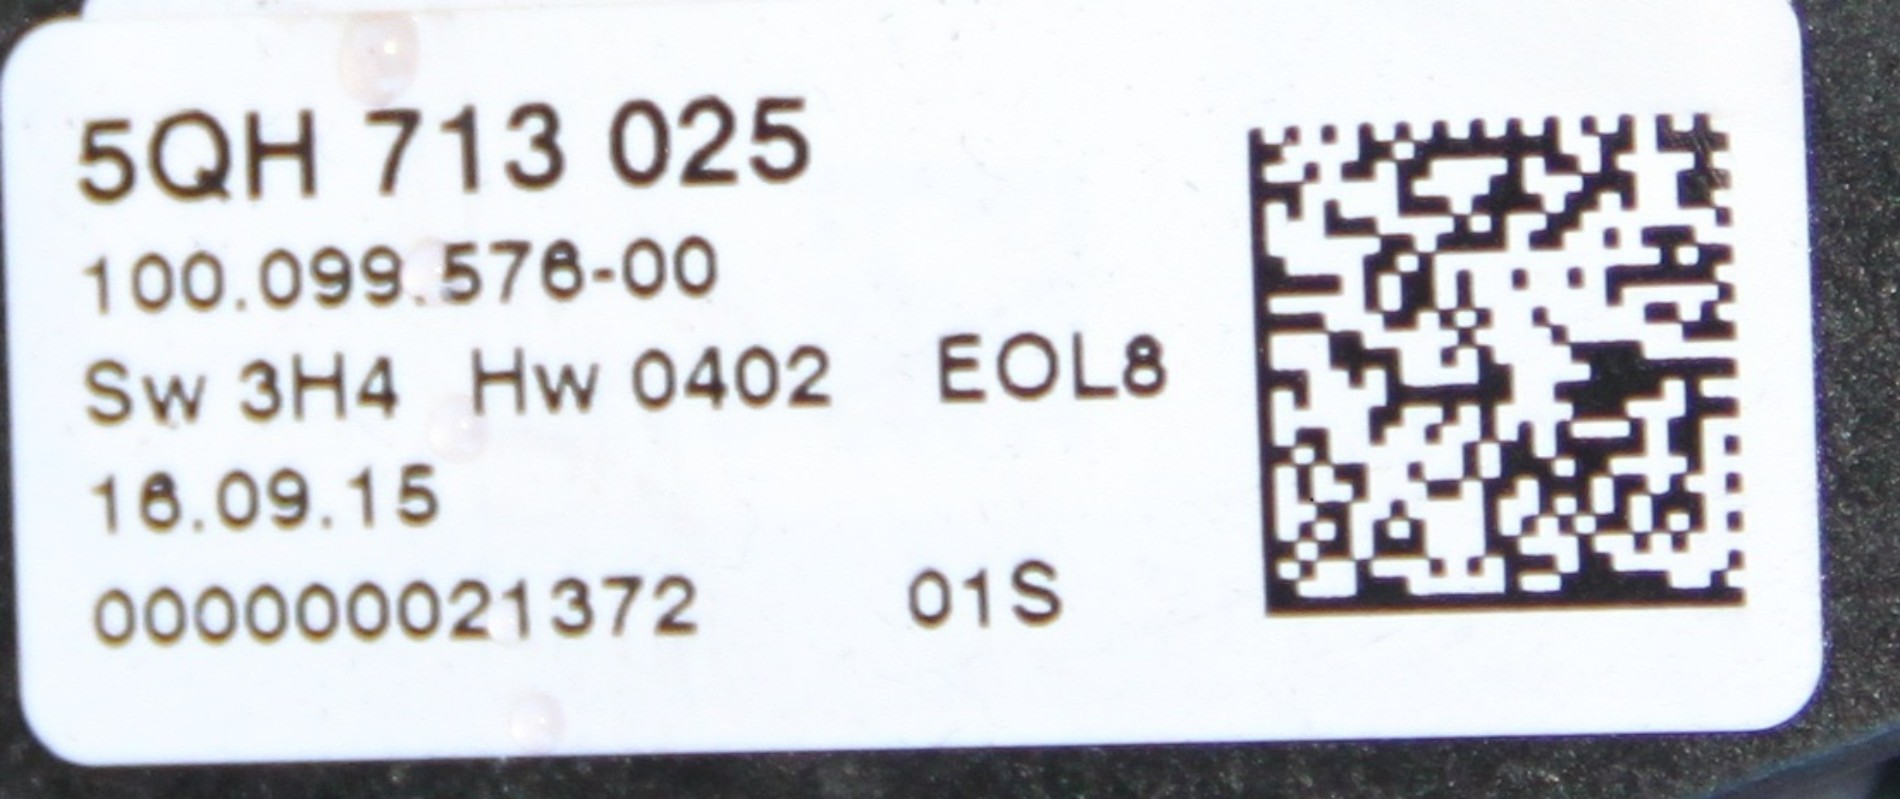 5QH 713 025
100.099.576-00
Sw 3H4 Hw 0402 EOL8
16.09.15
000000021372 01S